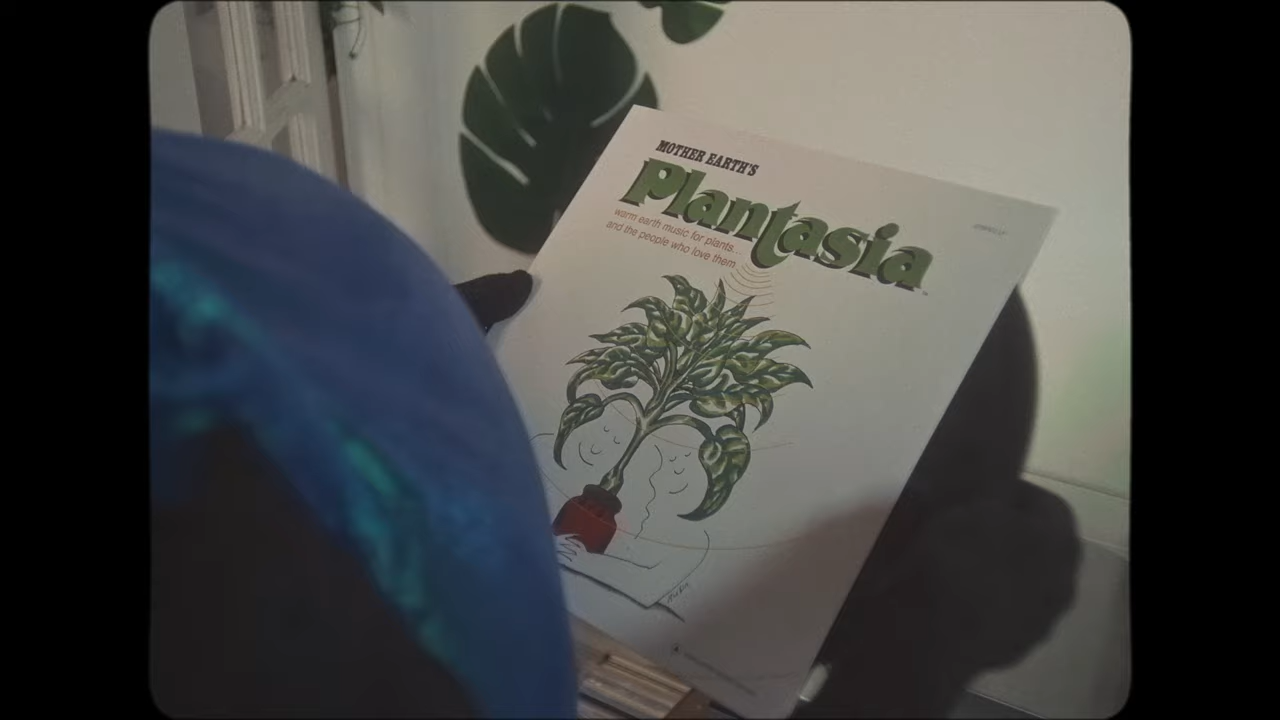 MOTHER EARTH'S
Plantasia
warm earth music for plants...
and the people who love them